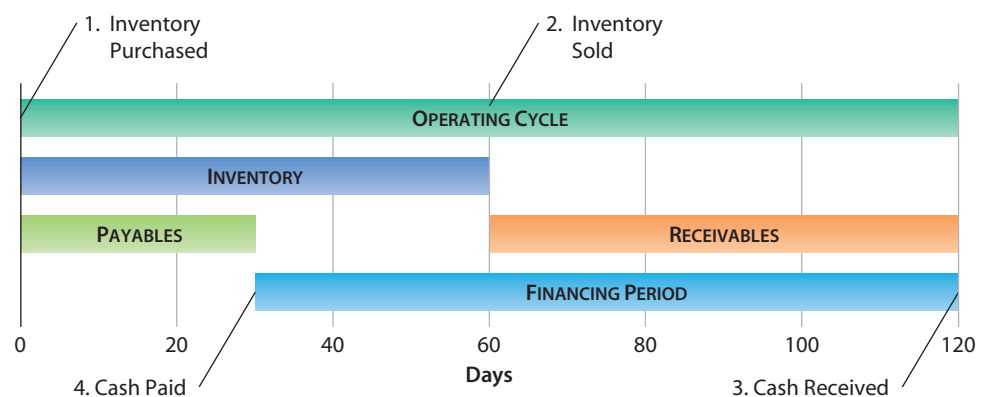 1. Inventory
Purchased
2. Inventory
Sold
OPERATING CYCLE
INVENTORY
PAYABLES
RECEIVABLES
FINANCING PERIOD
0 20 40 60 80 100 120
Days
4. Cash Paid
3. Cash Received